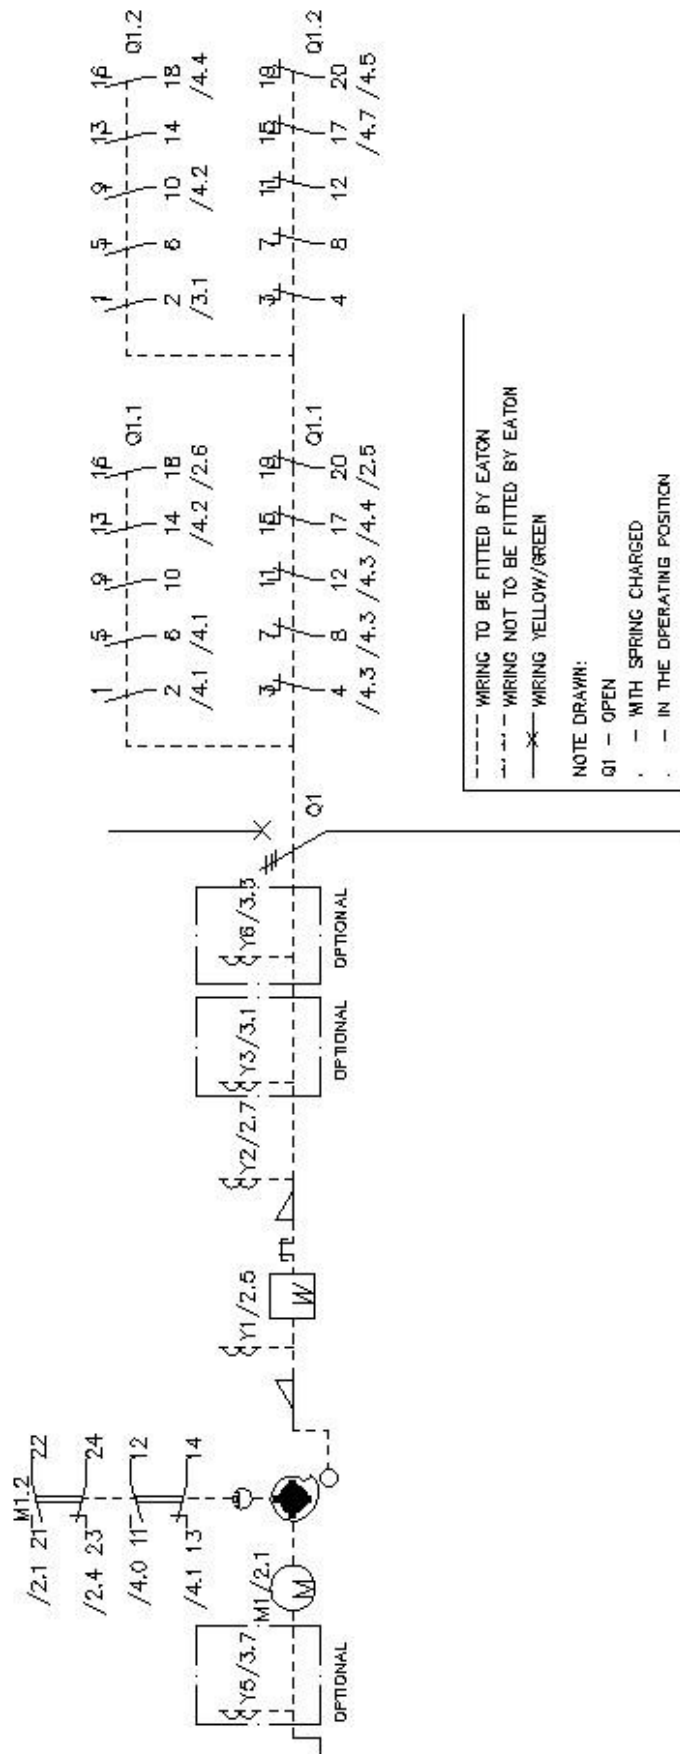 M1.2
/2.1 21 22
/2.4 23 24
/4.0 11 12
/4.1 13 14
Y5/3.7
OPTIONAL
M1/2.1
M
Y1/2.5
W
Y2/2.7
Y3/3.1
OPTIONAL
Y6/3.3
OPTIONAL
Q1
1 5 9 13 16
Q1.1
2 6 10 14 18
/4.1 /4.1 /4.2 /2.6
3 7 11 15 19
Q1.1
4 8 12 17 20
/4.3 /4.3 /4.3 /4.4 /2.5
1 5 9 13 16
Q1.2
2 6 10 14 18
/3.1 /4.2 /4.4
3 7 11 15 19
Q1.2
4 8 12 17 20
/4.7 /4.5
WIRING TO BE FITTED BY EATON
WIRING NOT TO BE FITTED BY EATON
WIRING YELLOW/GREEN
NOTE DRAWN:
Q1 - OPEN
. - WITH SPRING CHARGED
. - IN THE OPERATING POSITION